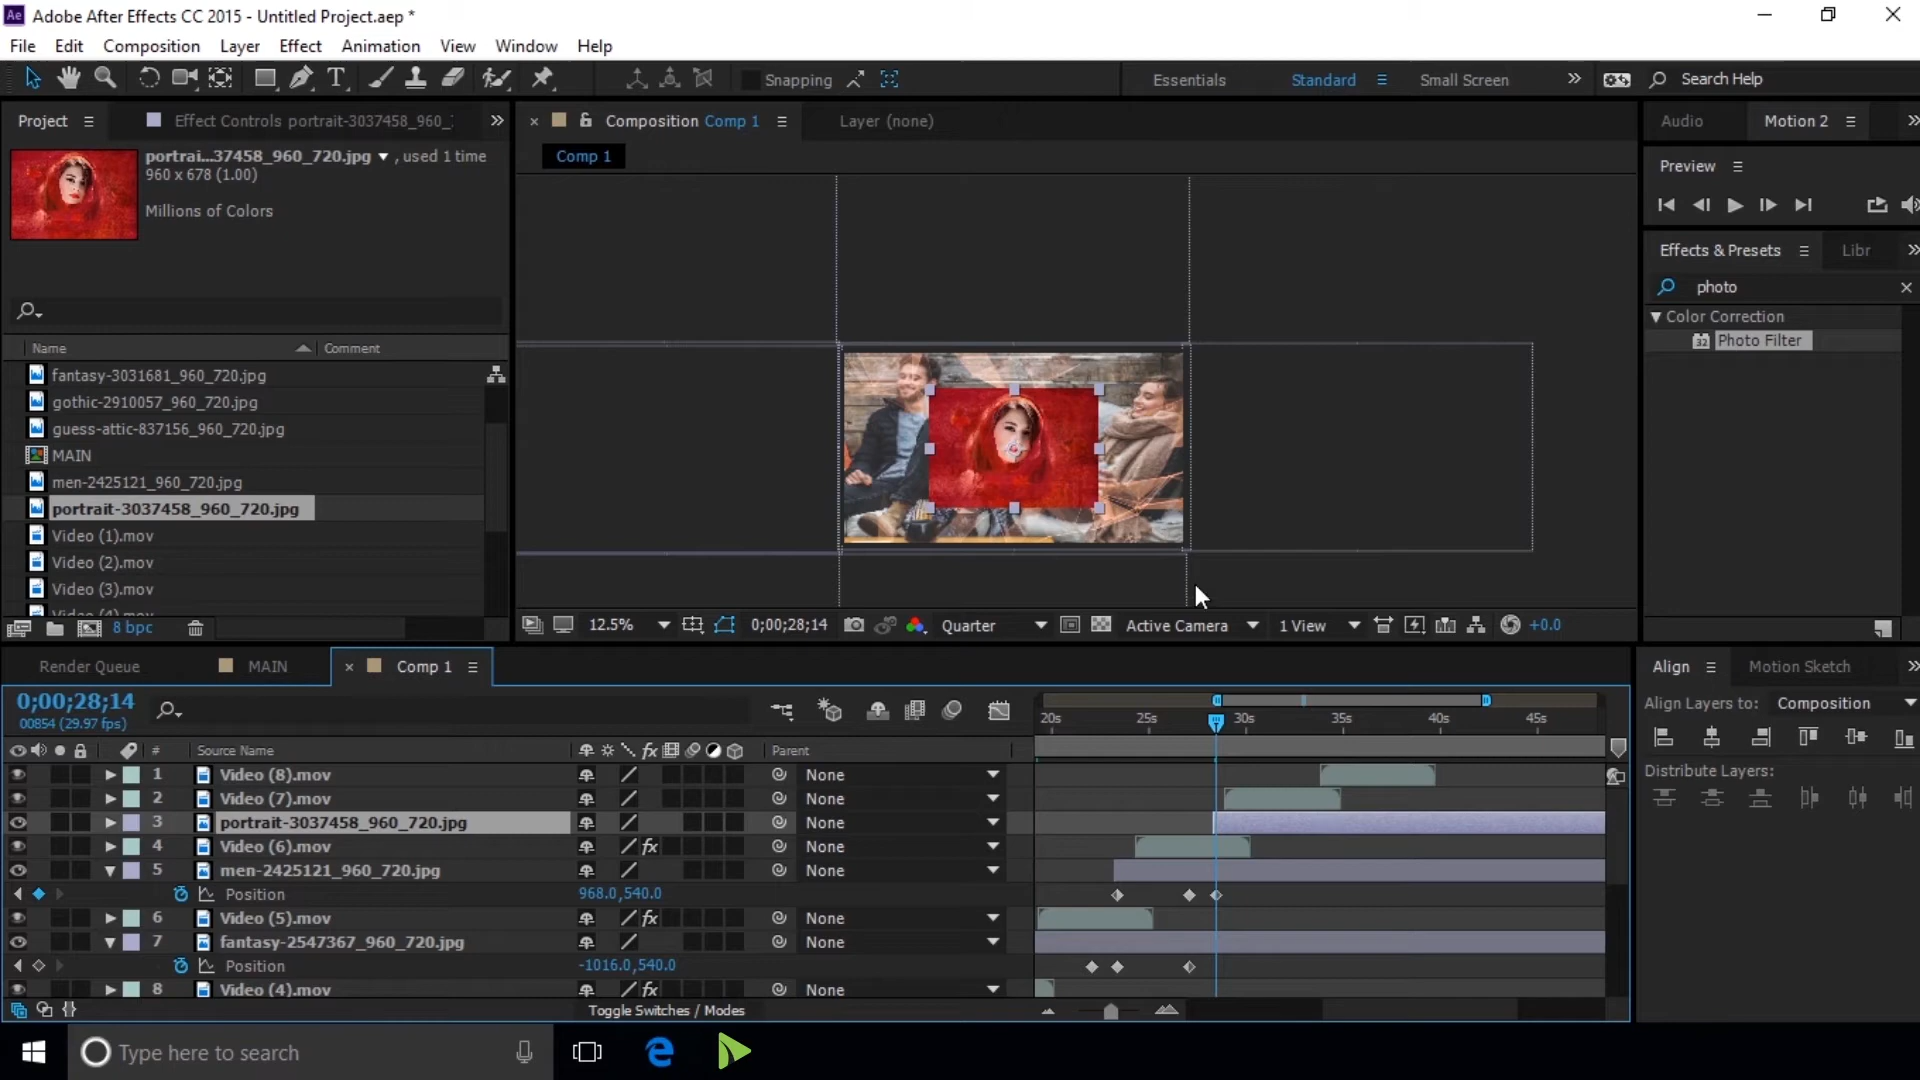 Adobe After Effects CC 2015 - Untitled Project.aep *
File Edit Composition Layer Effect Animation View Window Help
Snapping Essentials Standard Small Screen Search Help
Project Effect Controls portrait-3037458_960_
Composition Comp 1 Layer (none)
Audio Motion 2
portrai...37458_960_720.jpg , used 1 time
960 x 678 (1.00)
Millions of Colors
Comp 1
Preview
Effects & Presets Libr
photo
Color Correction
32 Photo Filter
Name Comment
fantasy-3031681_960_720.jpg
gothic-2910057_960_720.jpg
guess-attic-837156_960_720.jpg
MAIN
men-2425121_960_720.jpg
portrait-3037458_960_720.jpg
Video (1).mov
Video (2).mov
Video (3).mov
Video (4).mov
8 bpc
12.5% 0;00;28;14 Quarter Active Camera 1 View +0.0
Render Queue MAIN Comp 1
Align Motion Sketch
0;00;28;14
00854 (29.97 fps)
20s 25s 30s 35s 40s 45s
Align Layers to: Composition
Distribute Layers:
# Source Name fx Parent
1 Video (8).mov None
2 Video (7).mov None
3 portrait-3037458_960_720.jpg None
4 Video (6).mov fx None
5 men-2425121_960_720.jpg None
Position 968.0,540.0
6 Video (5).mov fx None
7 fantasy-2547367_960_720.jpg None
Position -1016.0,540.0
8 Video (4).mov fx None
Toggle Switches / Modes
Type here to search